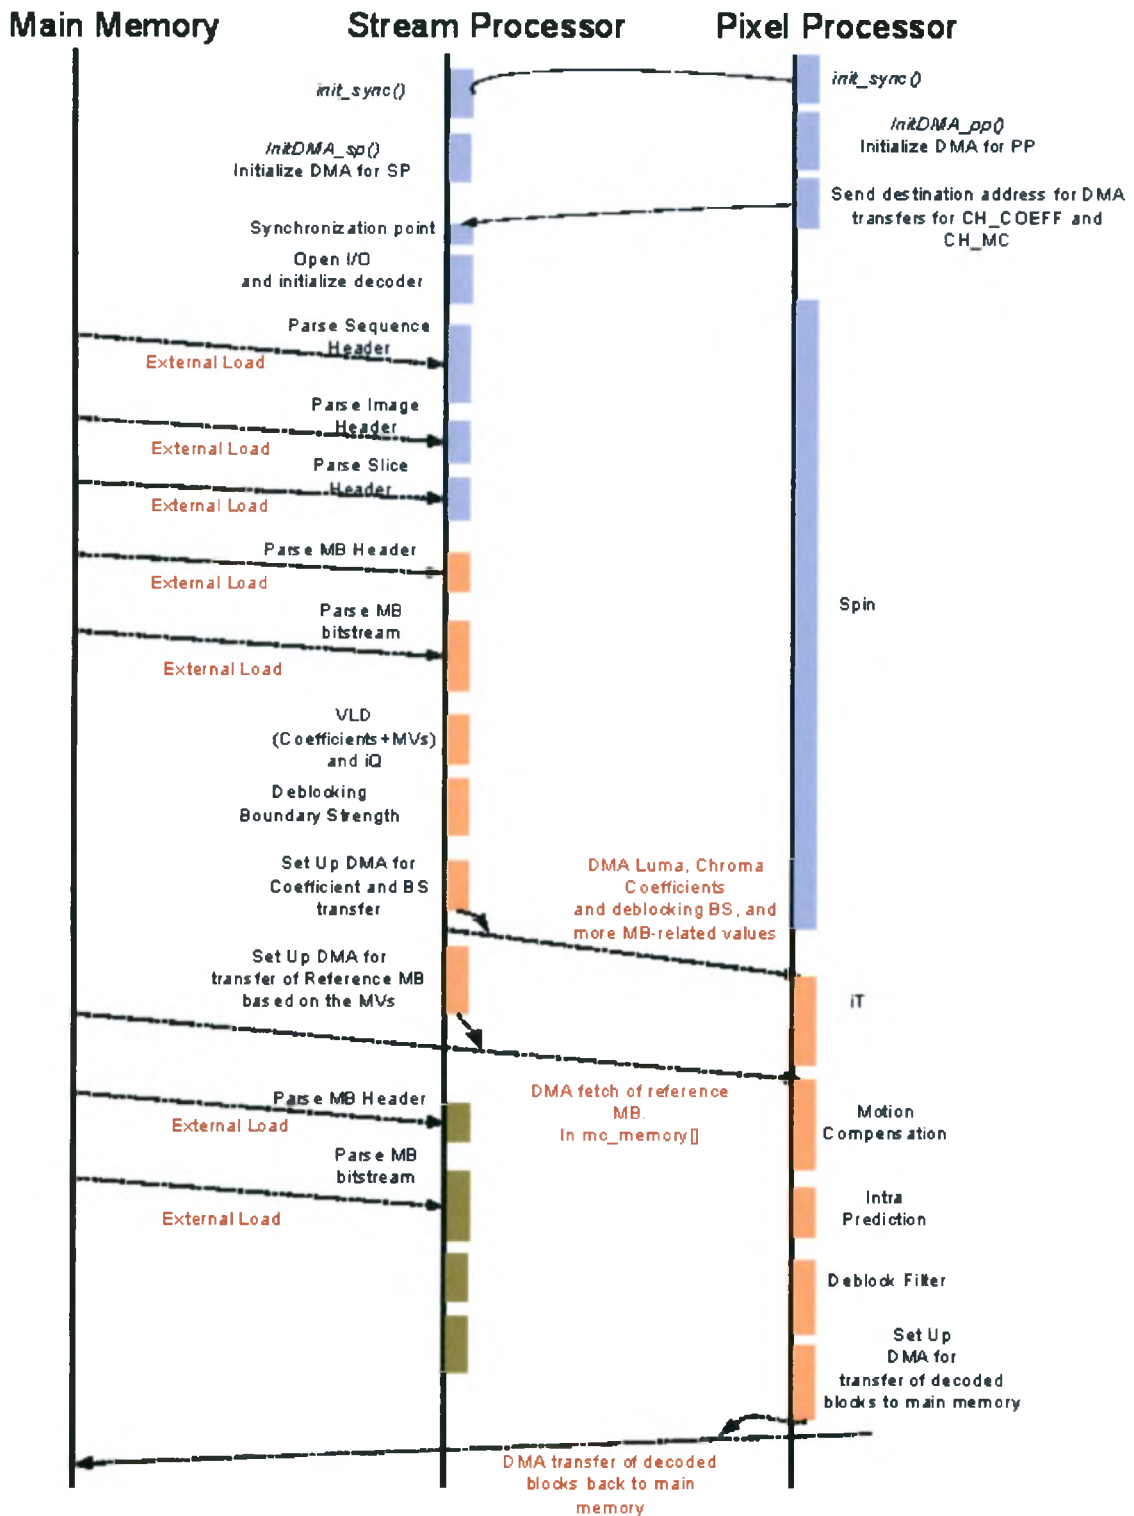 Main Memory
Stream Processor
Pixel Processor
init_sync()
init_sync()
InitDMA_sp()
Initialize DMA for SP
InitDMA_pp()
Initialize DMA for PP
Send destination address for DMA
transfers for CH_COEFF and
CH_MC
Synchronization point
Open I/O
and initialize decoder
Parse Sequence
Header
External Load
Parse Image
Header
External Load
Parse Slice
Header
External Load
Parse MB Header
External Load
Spin
Parse MB
bitstream
External Load
VLD
(Coefficients+MVs)
and iQ
Deblocking
Boundary Strength
Set Up DMA for
Coefficient and BS
transfer
DMA Luma, Chroma
Coefficients
and deblocking BS, and
more MB-related values
Set Up DMA for
transfer of Reference MB
based on the MVs
iT
DMA fetch of reference
MB.
In mc_memory[]
Parse MB Header
External Load
Motion
Compensation
Parse MB
bitstream
External Load
Intra
Prediction
Deblock Filter
Set Up
DMA for
transfer of decoded
blocks to main memory
DMA transfer of decoded
blocks back to main
memory